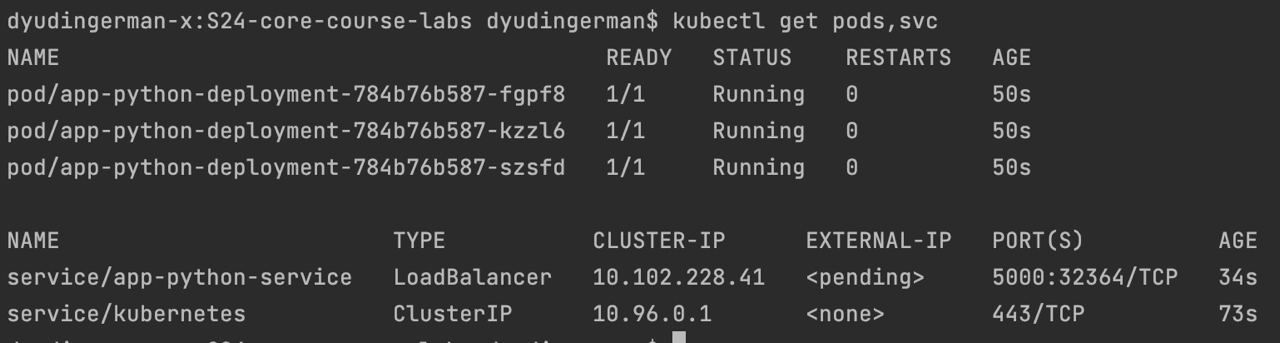 dyudingerman-x:S24-core-course-labs dyudingerman$ kubectl get pods,svc
NAME READY STATUS RESTARTS AGE
pod/app-python-deployment-784b76b587-fgpf8 1/1 Running 0 50s
pod/app-python-deployment-784b76b587-kzzl6 1/1 Running 0 50s
pod/app-python-deployment-784b76b587-szsfd 1/1 Running 0 50s
NAME TYPE CLUSTER-IP EXTERNAL-IP PORT(S) AGE
service/app-python-service LoadBalancer 10.102.228.41 <pending> 5000:32364/TCP 34s
service/kubernetes ClusterIP 10.96.0.1 <none> 443/TCP 73s